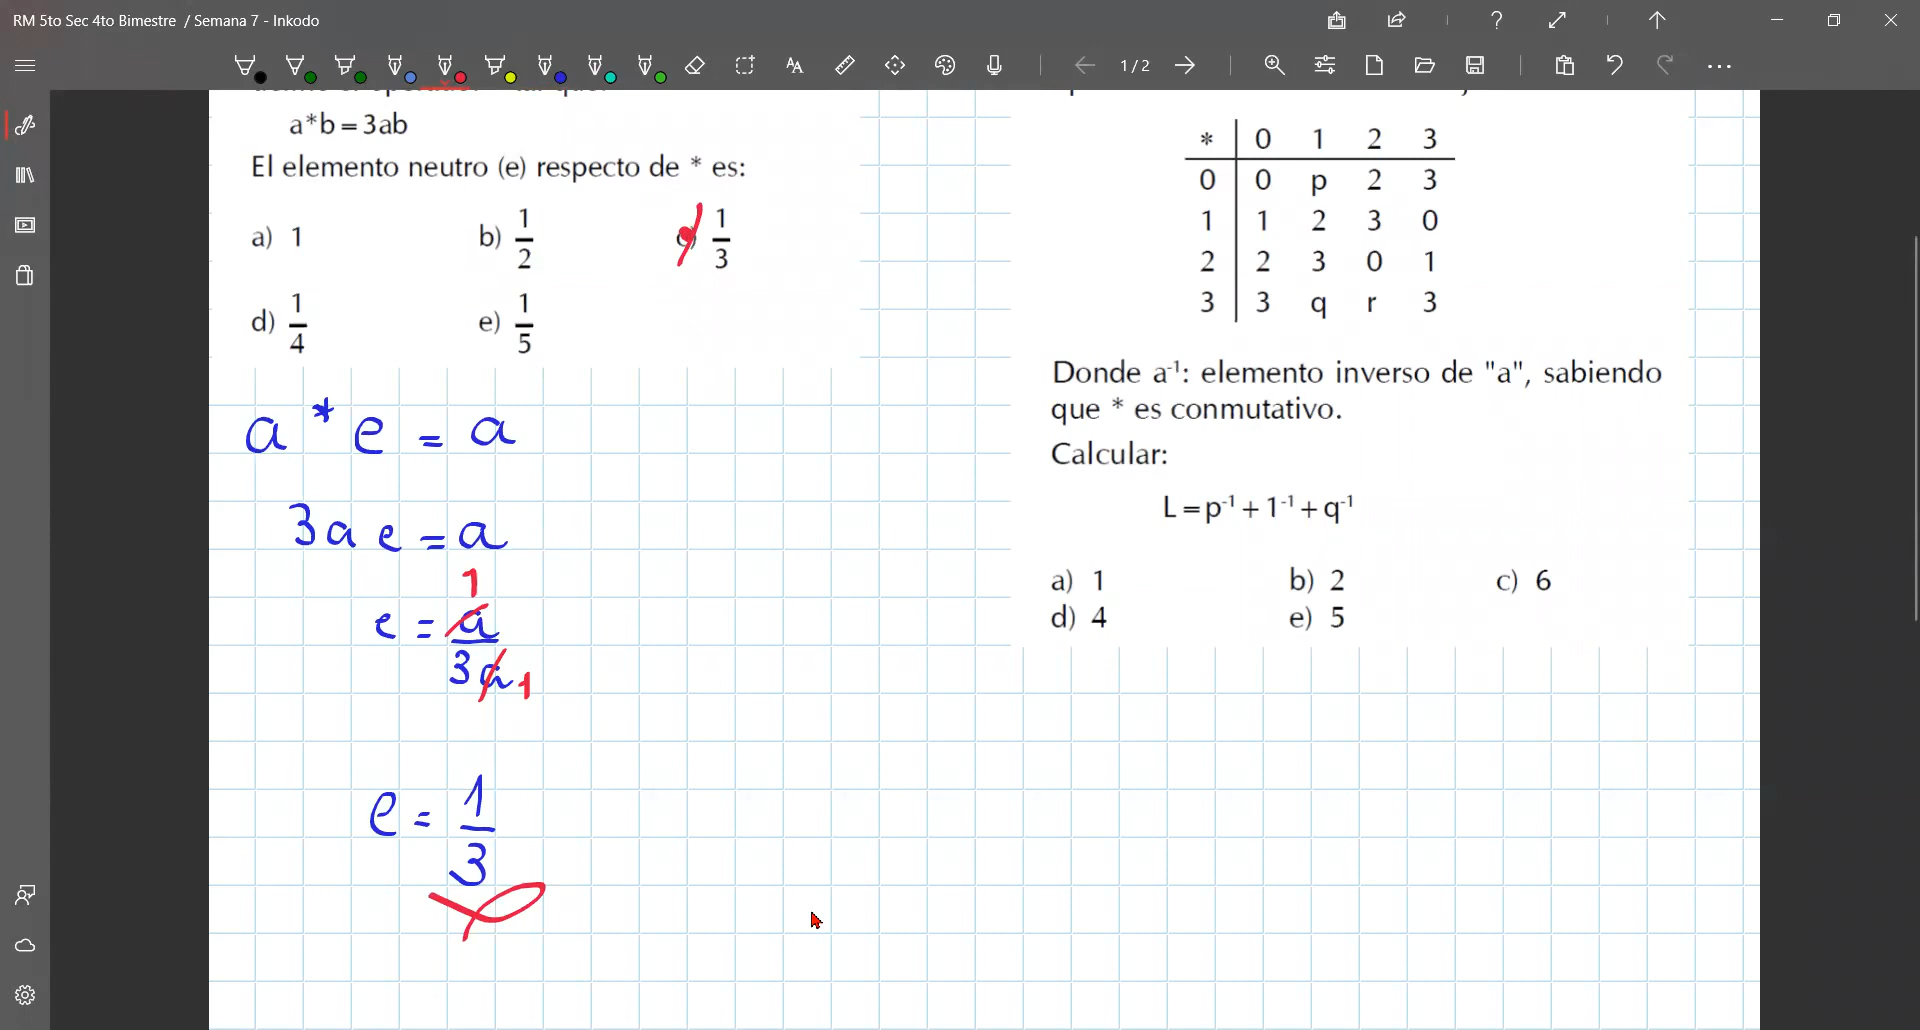 RM 5to Sec 4to Bimestre / Semana 7 - Inkodo
1 / 2
a*b=3ab
El elemento neutro (e) respecto de * es:
a) 1 b) 1/2 c) 1/3
d) 1/4 e) 1/5
a * e = a
3a e = a
1
e = a/3a 1
e = 1/3
* 0 1 2 3
0 0 p 2 3
1 1 2 3 0
2 2 3 0 1
3 3 q r 3
Donde a⁻¹: elemento inverso de "a", sabiendo
que * es conmutativo.
Calcular:
L=p⁻¹+1⁻¹+q⁻¹
a) 1 b) 2 c) 6
d) 4 e) 5